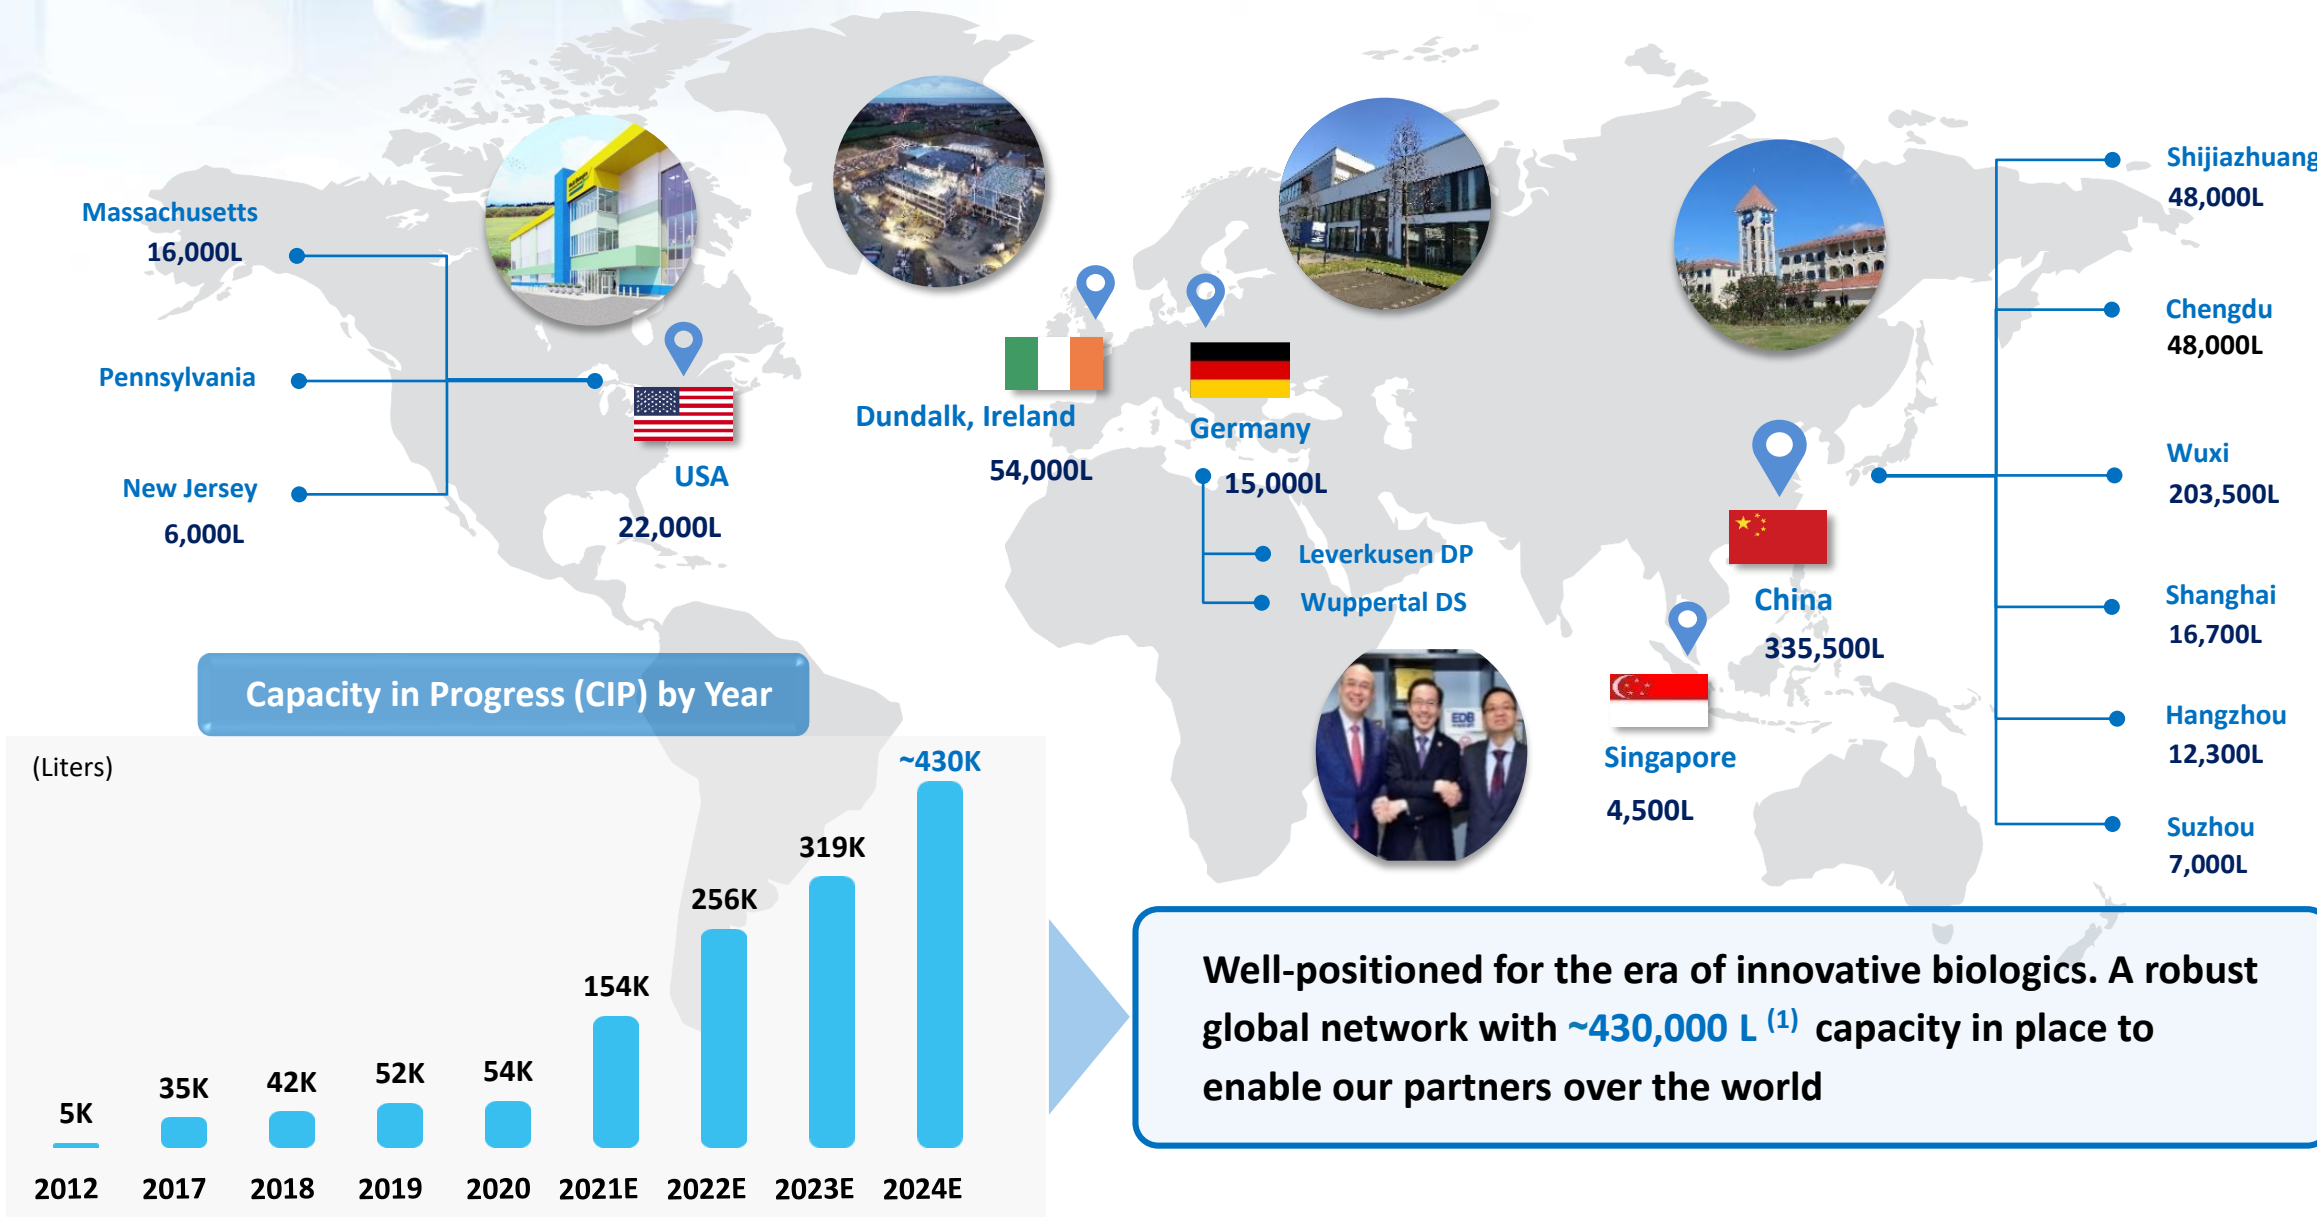 Massachusetts
16,000L
Pennsylvania
New Jersey
6,000L
USA
22,000L
Dundalk, Ireland
54,000L
Germany
15,000L
Leverkusen DP
Wuppertal DS
China
335,500L
Singapore
4,500L
EDB
Shijiazhuang
48,000L
Chengdu
48,000L
Wuxi
203,500L
Shanghai
16,700L
Hangzhou
12,300L
Suzhou
7,000L
Capacity in Progress (CIP) by Year
(Liters)
5K
35K
42K
52K
54K
154K
256K
319K
~430K
2012
2017
2018
2019
2020
2021E
2022E
2023E
2024E
Well-positioned for the era of innovative biologics. A robust
global network with ~430,000 L (1) capacity in place to
enable our partners over the world